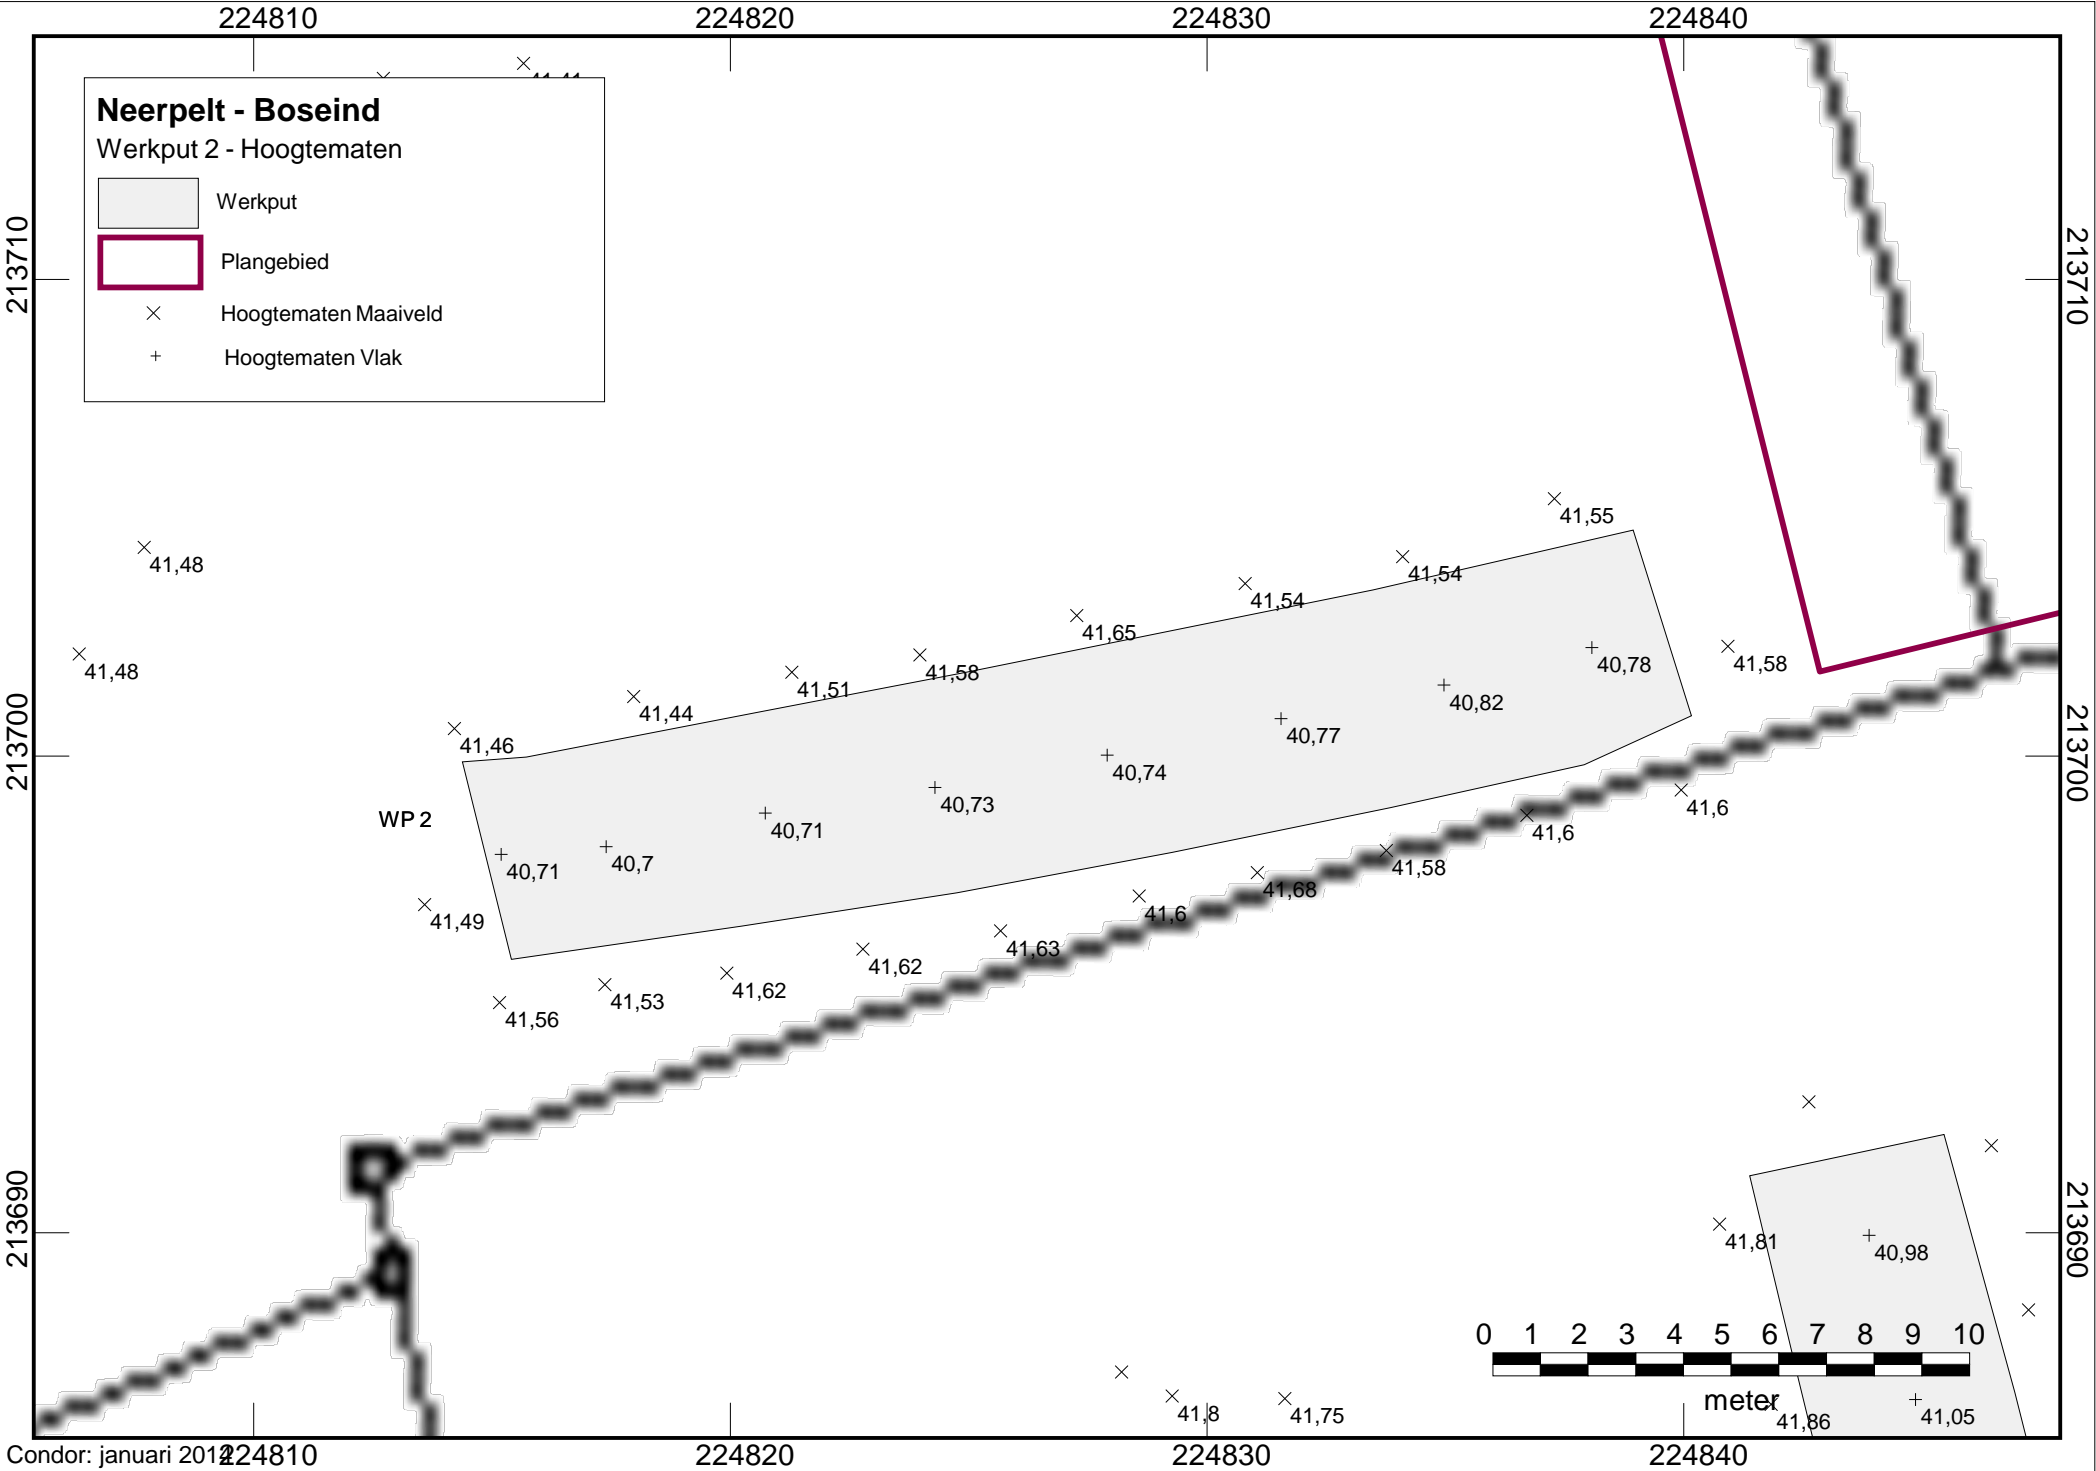 224810 224820 224830 224840
Neerpelt - Boseind
Werkput 2 - Hoogtematen
Werkput
Plangebied
Hoogtematen Maaiveld
Hoogtematen Vlak
213710 213710
41,55
41,48 41,54
41,54
41,65
41,48 41,58 40,78 41,58
41,51
41,44 40,82
41,46 40,77
213700 213700
40,74
40,73 41,6
WP 2 40,71 41,6
40,71 40,7 41,58
41,68
41,49 41,6
41,63
41,62
41,53 41,62
41,56
213690 213690
41,81 40,98
0 1 2 3 4 5 6 7 8 9 10
meter
41,8 41,75 41,86 41,05
Condor: januari
224810 224820 224830 224840